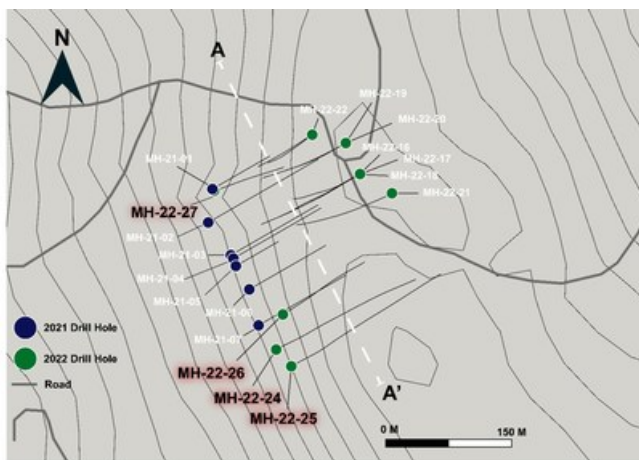 N
A
MH-22-19
MH-22-22
MH-22-20
MH-22-16
MH-21-01
MH-22-17
MH-22-18
MH-22-21
MH-22-27
MH-21-02
MH-21-03
MH-21-04
MH-21-05
MH-21-06
2021 Drill Hole
MH-21-07
2022 Drill Hole
MH-22-26
Road
A'
MH-22-24
MH-22-25
0 M
150 M